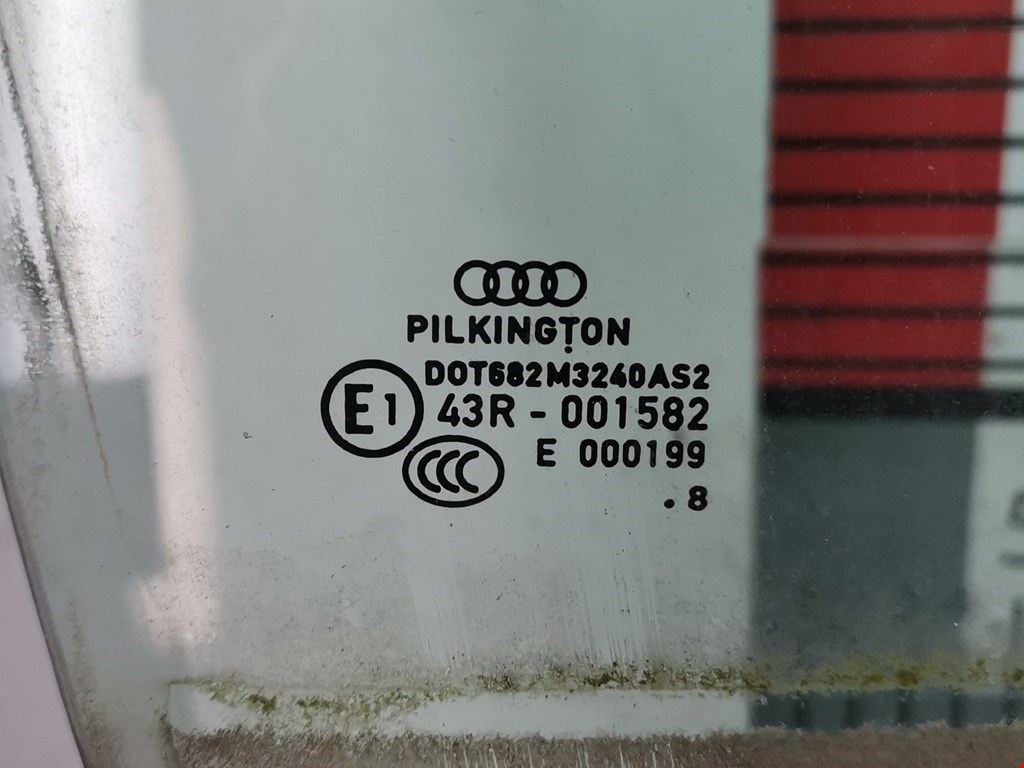 PILKINGTON
DOT682M3240AS2
E1 43R - 001582
E 000199
CCC
.8